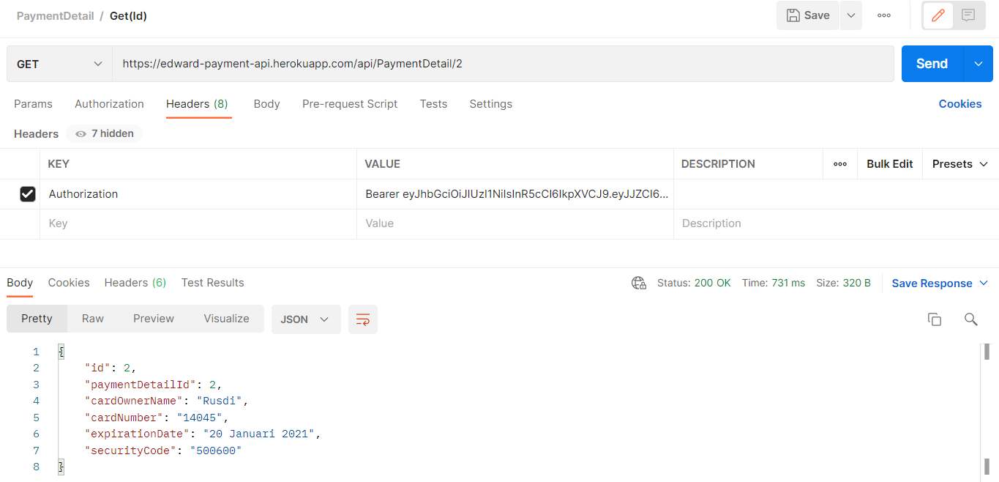 PaymentDetail / Get(Id)
Save
GET
https://edward-payment-api.herokuapp.com/api/PaymentDetail/2
Send
Params Authorization Headers (8) Body Pre-request Script Tests Settings Cookies
Headers 7 hidden
KEY VALUE DESCRIPTION Bulk Edit Presets
Authorization Bearer eyJhbGciOiJIUzI1NiIsInR5cCI6IkpXVCJ9.eyJJZCI6...
Key Value Description
Body Cookies Headers (6) Test Results Status: 200 OK Time: 731 ms Size: 320 B Save Response
Pretty Raw Preview Visualize JSON
1 {
2 "id": 2,
3 "paymentDetailId": 2,
4 "cardOwnerName": "Rusdi",
5 "cardNumber": "14045",
6 "expirationDate": "20 Januari 2021",
7 "securityCode": "500600"
8 }